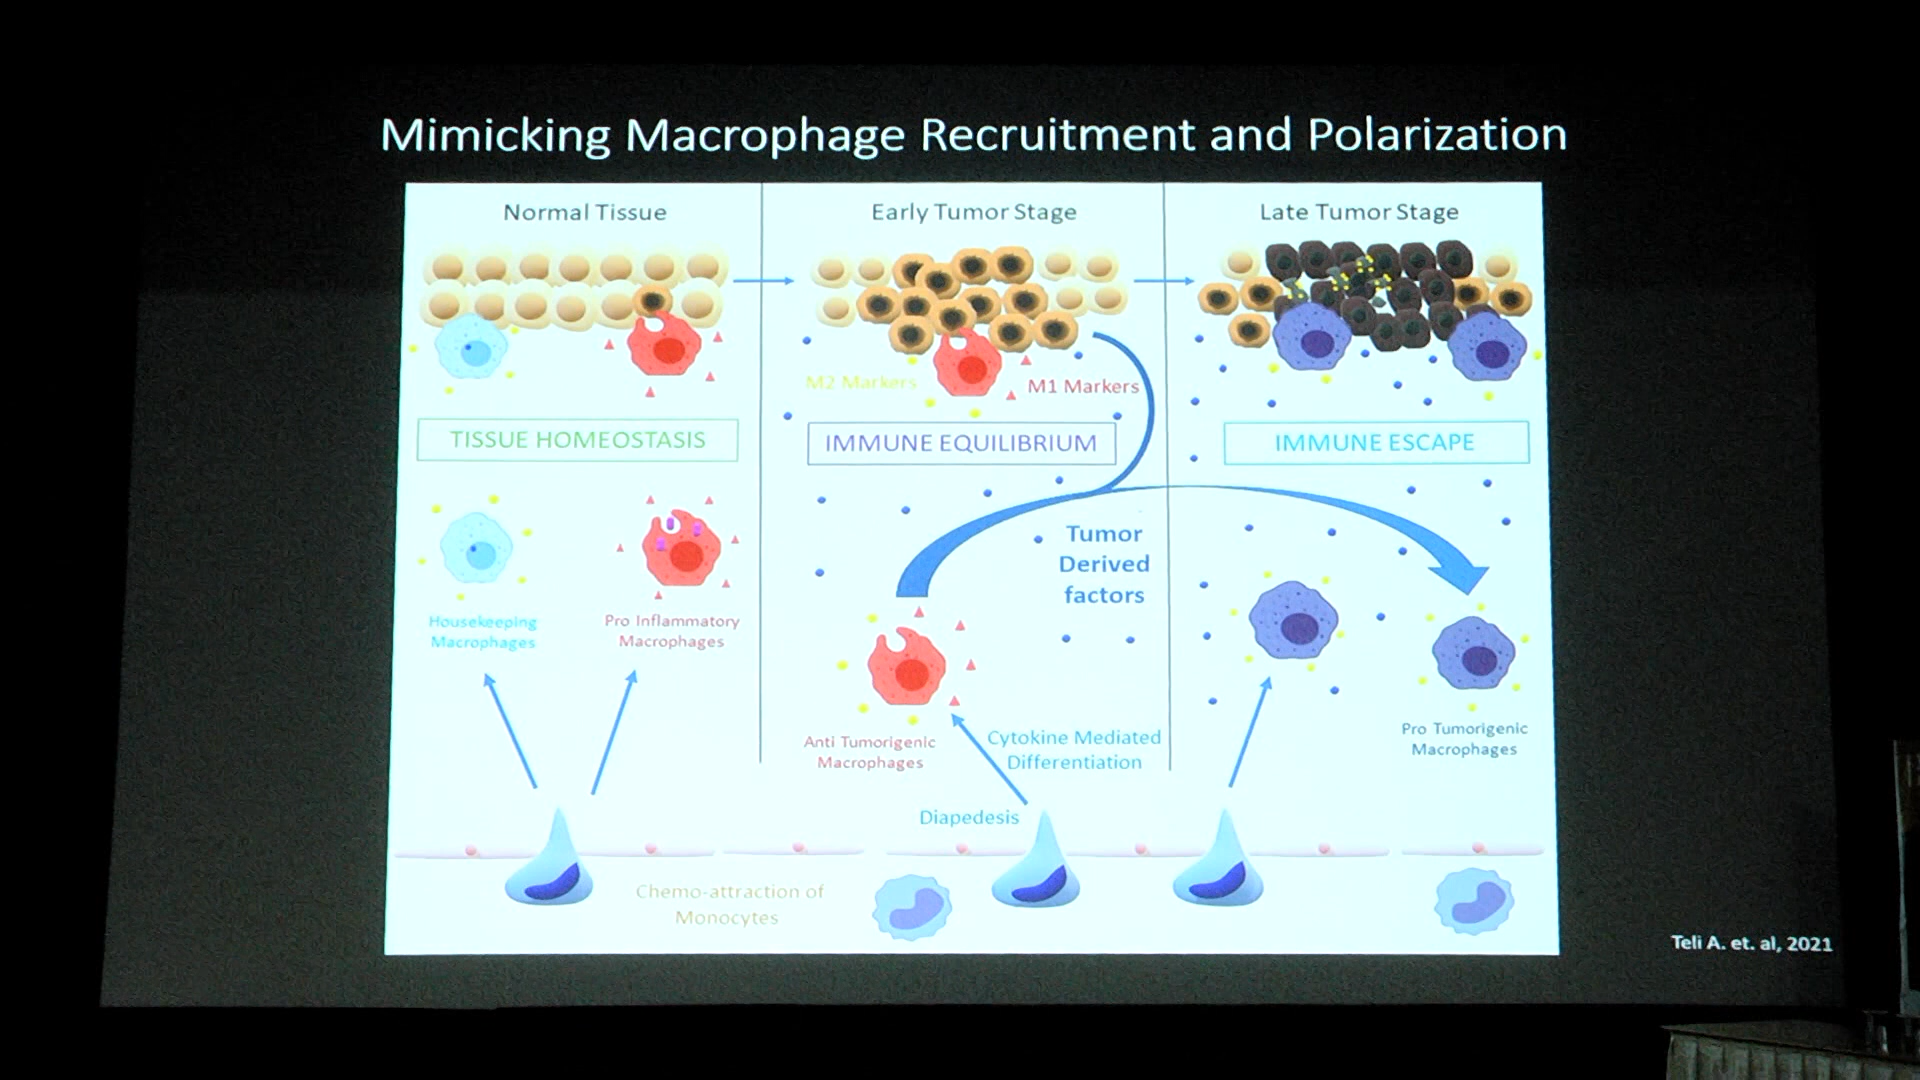 Mimicking Macrophage Recruitment and Polarization
Normal Tissue
Early Tumor Stage
Late Tumor Stage
M2 Markers
M1 Markers
TISSUE HOMEOSTASIS
IMMUNE EQUILIBRIUM
IMMUNE ESCAPE
Tumor
Derived
factors
Housekeeping
Macrophages
Pro Inflammatory
Macrophages
Anti Tumorigenic
Macrophages
Cytokine Mediated
Differentiation
Pro Tumorigenic
Macrophages
Diapedesis
Chemo-attraction of
Monocytes
Teli A. et. al, 2021